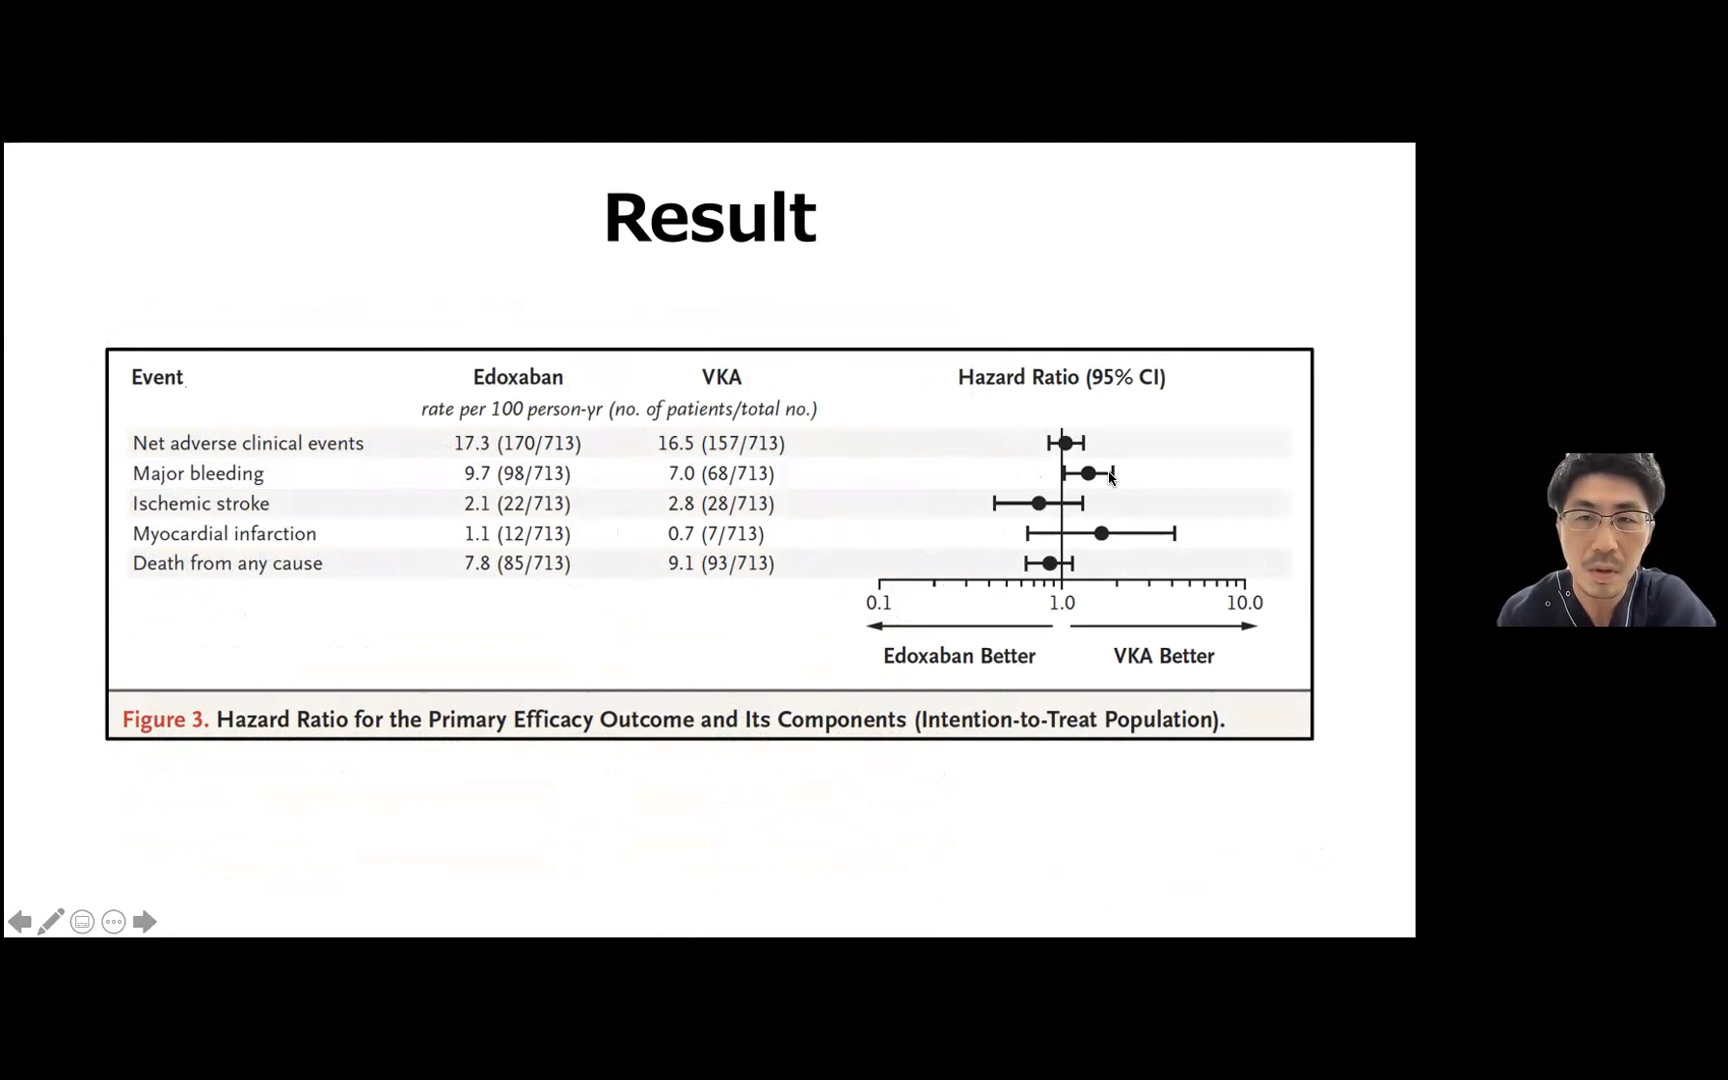 Result
Event Edoxaban VKA Hazard Ratio (95% CI)
rate per 100 person-yr (no. of patients/total no.)
Net adverse clinical events 17.3 (170/713) 16.5 (157/713)
Major bleeding 9.7 (98/713) 7.0 (68/713)
Ischemic stroke 2.1 (22/713) 2.8 (28/713)
Myocardial infarction 1.1 (12/713) 0.7 (7/713)
Death from any cause 7.8 (85/713) 9.1 (93/713)
0.1 1.0 10.0
Edoxaban Better VKA Better
Figure 3. Hazard Ratio for the Primary Efficacy Outcome and Its Components (Intention-to-Treat Population).